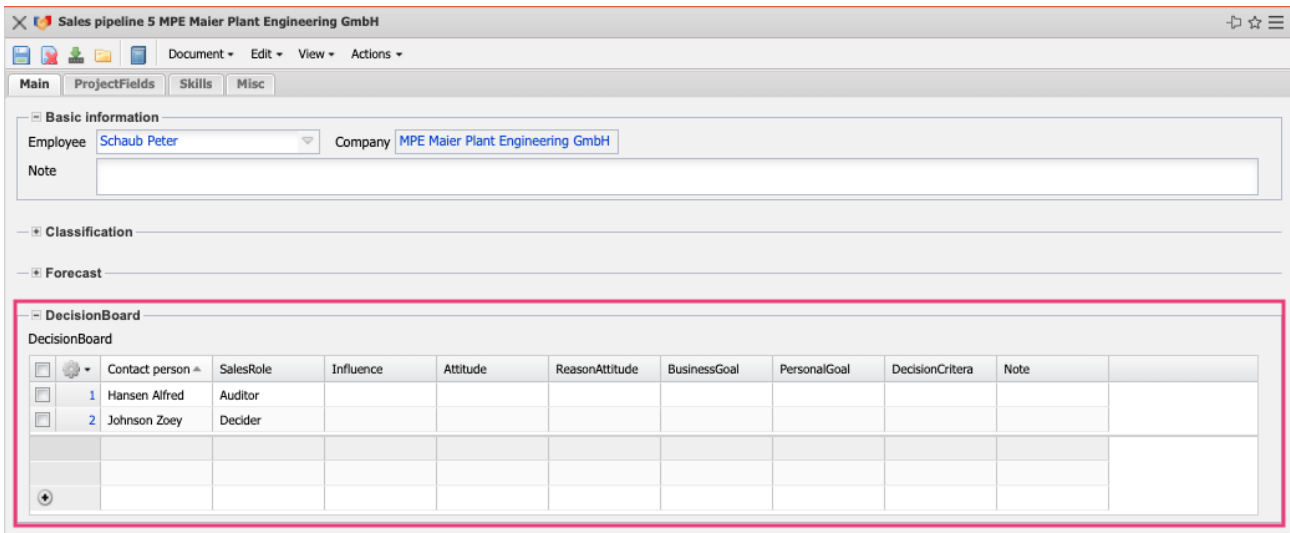 Sales pipeline 5 MPE Maier Plant Engineering GmbH
Document Edit View Actions
Main ProjectFields Skills Misc
Basic information
Employee Schaub Peter Company MPE Maier Plant Engineering GmbH
Note
Classification
Forecast
DecisionBoard
DecisionBoard
Contact person SalesRole Influence Attitude ReasonAttitude BusinessGoal PersonalGoal DecisionCritera Note
1 Hansen Alfred Auditor
2 Johnson Zoey Decider